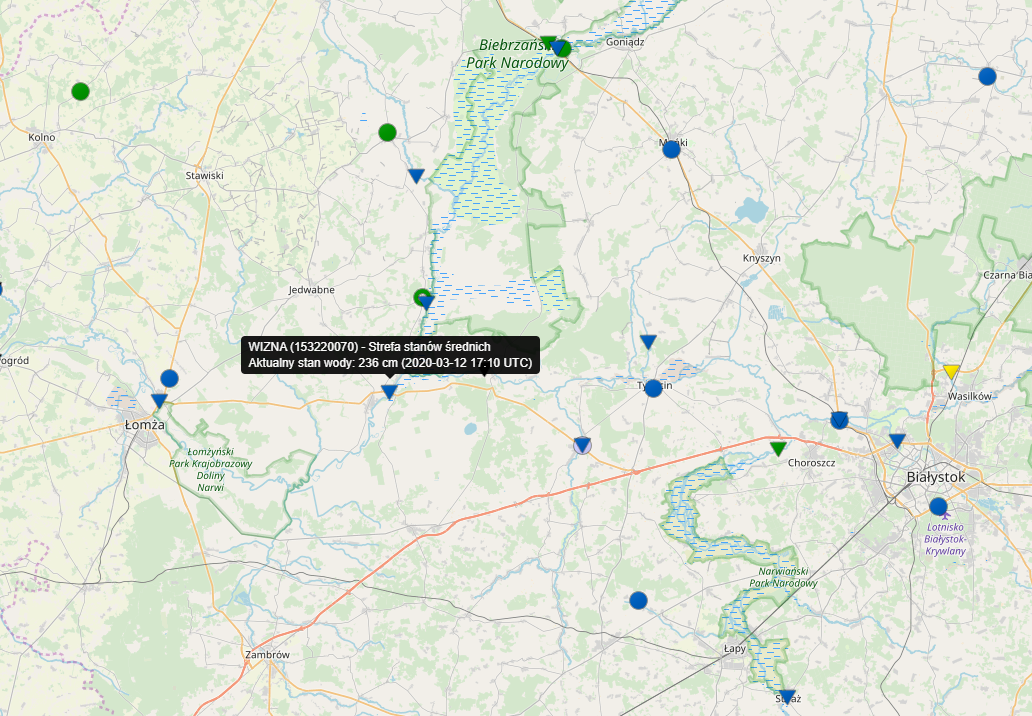 Biebrzański
Park Narodowy
Goniądz
Mońki
Kolno
Stawiski
Knyszyn
Czarna Bia
Jedwabne
WIZNA (153220070) - Strefa stanów średnich
Aktualny stan wody: 236 cm (2020-03-12 17:10 UTC)
ogród
Tykocin
Wasilków
Łomża
Łomżyński
Park Krajobrazowy
Doliny
Narwi
Choroszcz
Białystok
Lotnisko
Białystok-
Krywlany
Narwiański
Park Narodowy
Łapy
Zambrów
Suraż